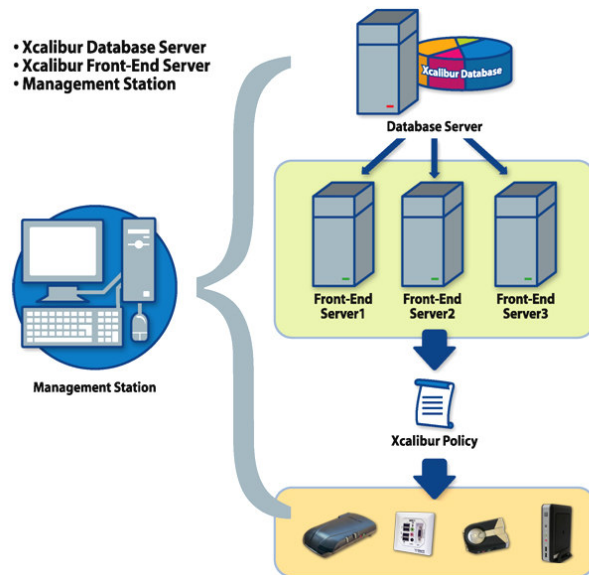 • Xcalibur Database Server
• Xcalibur Front-End Server
• Management Station
Xcalibur Database
Database Server
Front-End
Server1
Front-End
Server2
Front-End
Server3
Management Station
Xcalibur Policy